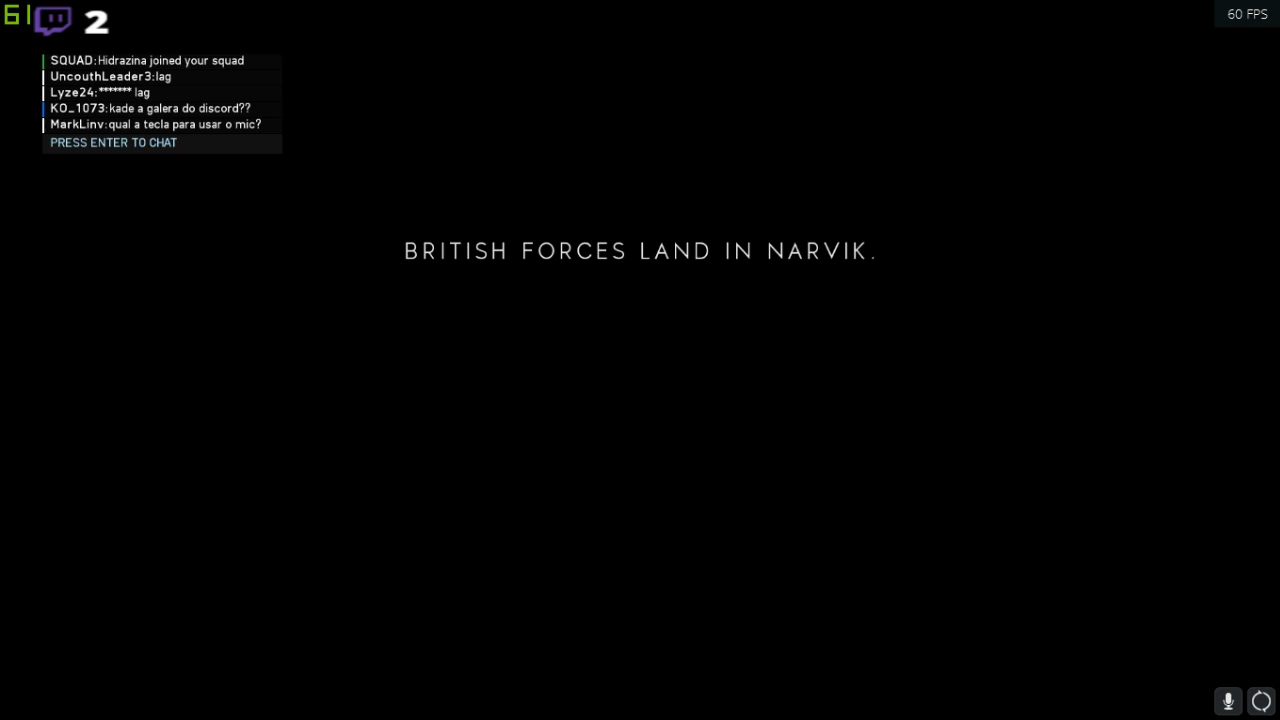 61
2
60 FPS
SQUAD:Hidrazina joined your squad
UncouthLeader3:lag
Lyze24:******* lag
KO_1073:kade a galera do discord??
MarkLinv:qual a tecla para usar o mic?
PRESS ENTER TO CHAT
BRITISH FORCES LAND IN NARVIK.